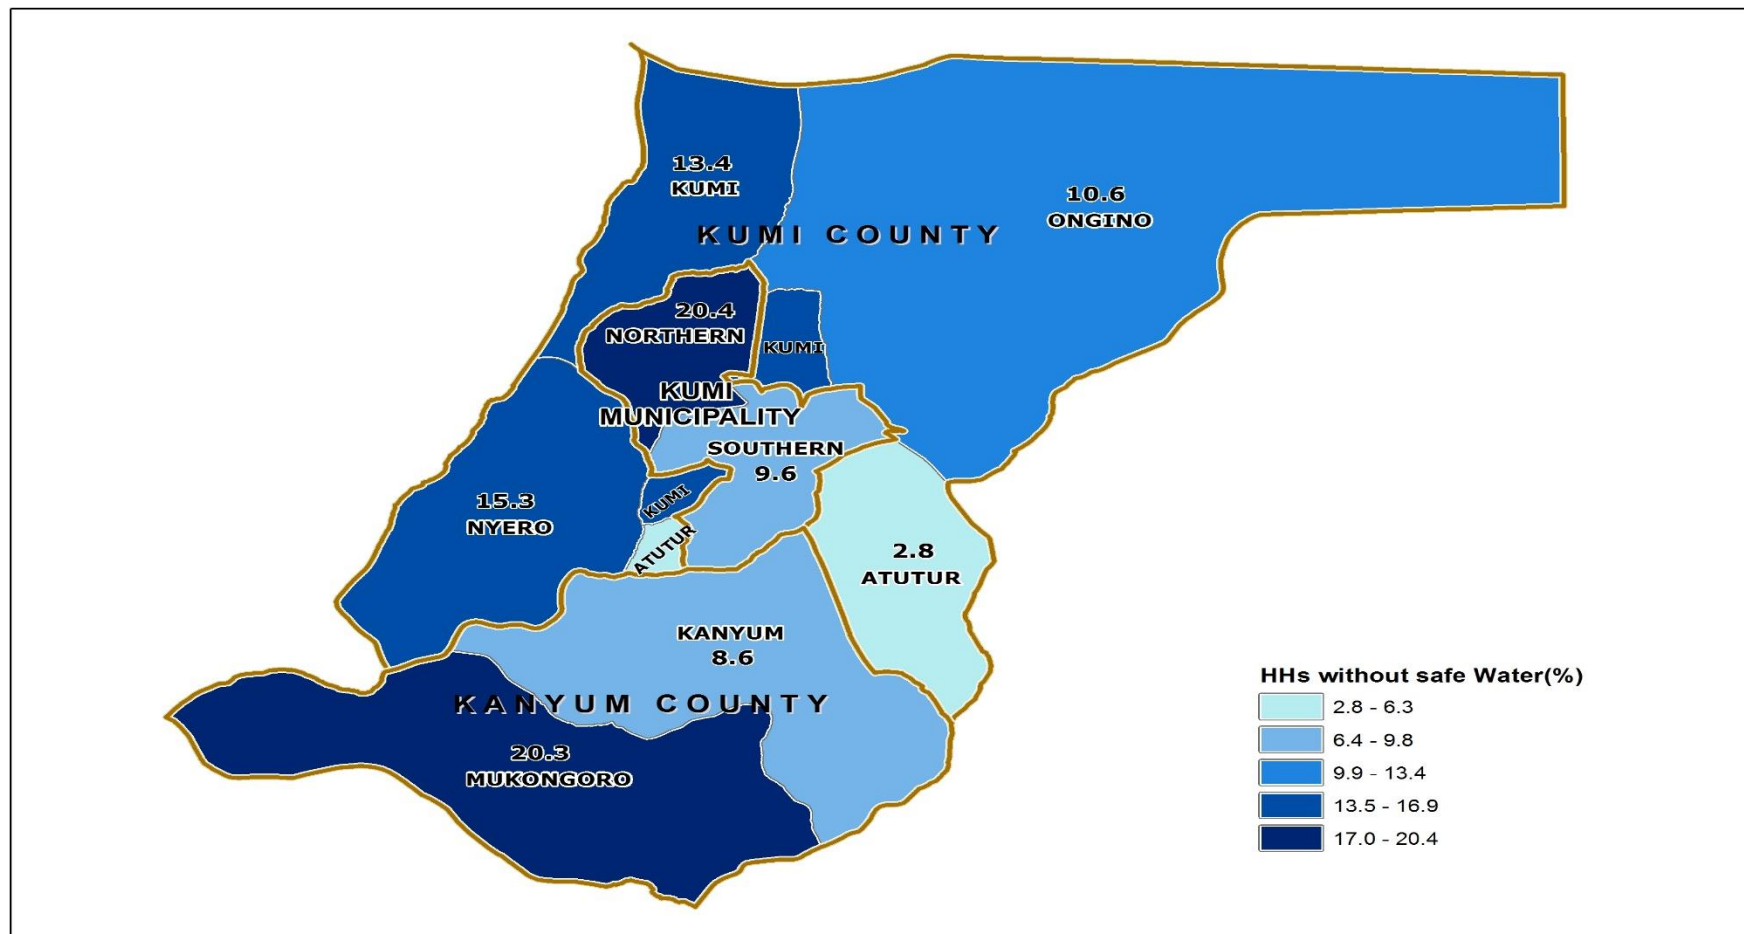 13.4
KUMI
10.6
ONGINO
KUMI COUNTY
20.4
NORTHERN
KUMI
KUMI
MUNICIPALITY
SOUTHERN
9.6
15.3
NYERO
KUMI
ATUTUR
2.8
ATUTUR
KANYUM
8.6
KANYUM COUNTY
20.3
MUKONGORO
HHs without safe Water(%)
2.8 - 6.3
6.4 - 9.8
9.9 - 13.4
13.5 - 16.9
17.0 - 20.4